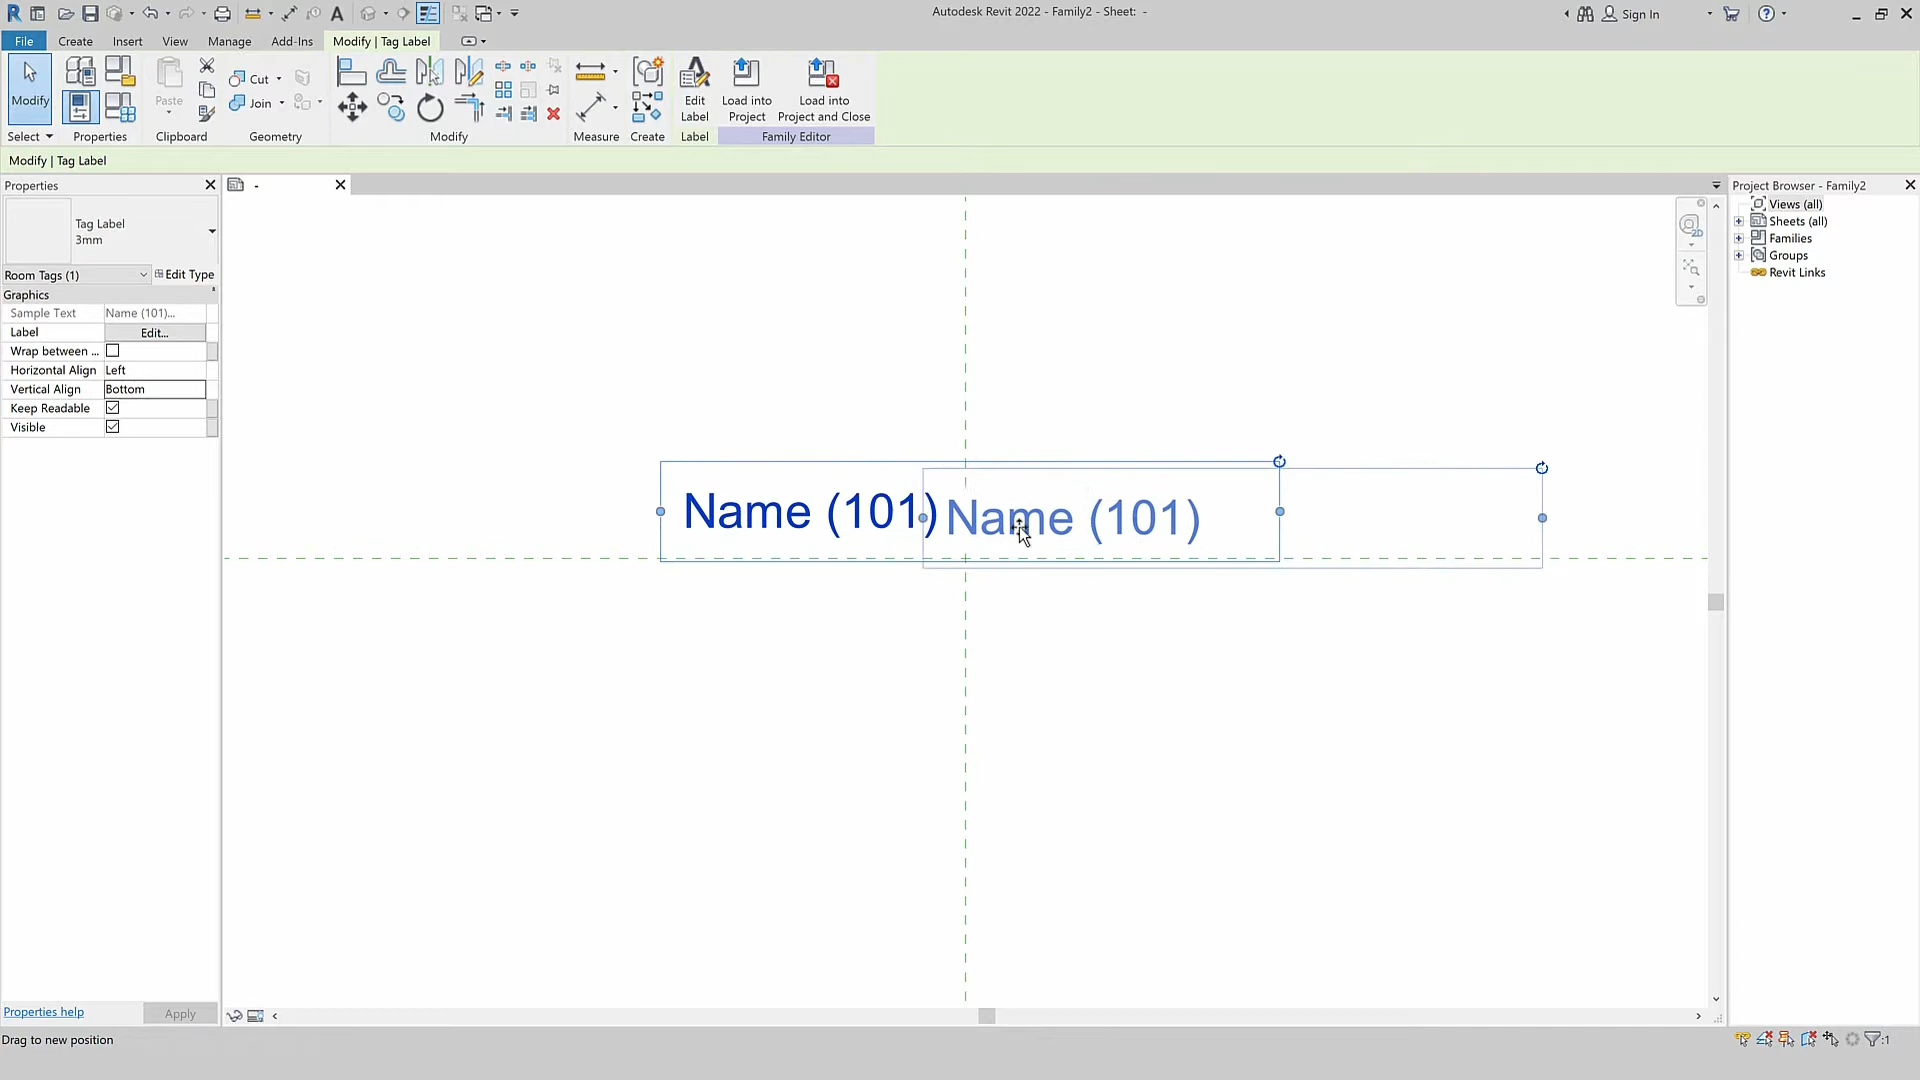 Autodesk Revit 2022 - Family2 - Sheet: -
Sign In
File Create Insert View Manage Add-Ins Modify | Tag Label
Modify
Paste
Cut
Join
Edit Label
Load into Project
Load into Project and Close
Select Properties Clipboard Geometry Modify Measure Create Label Family Editor
Modify | Tag Label
Properties
Tag Label
3mm
Room Tags (1) Edit Type
Graphics
Sample Text Name (101)...
Label Edit...
Wrap between ...
Horizontal Align Left
Vertical Align Bottom
Keep Readable
Visible
Properties help Apply
-
Name (101)
Name (101)
Project Browser - Family2
Views (all)
Sheets (all)
Families
Groups
Revit Links
Drag to new position
:1